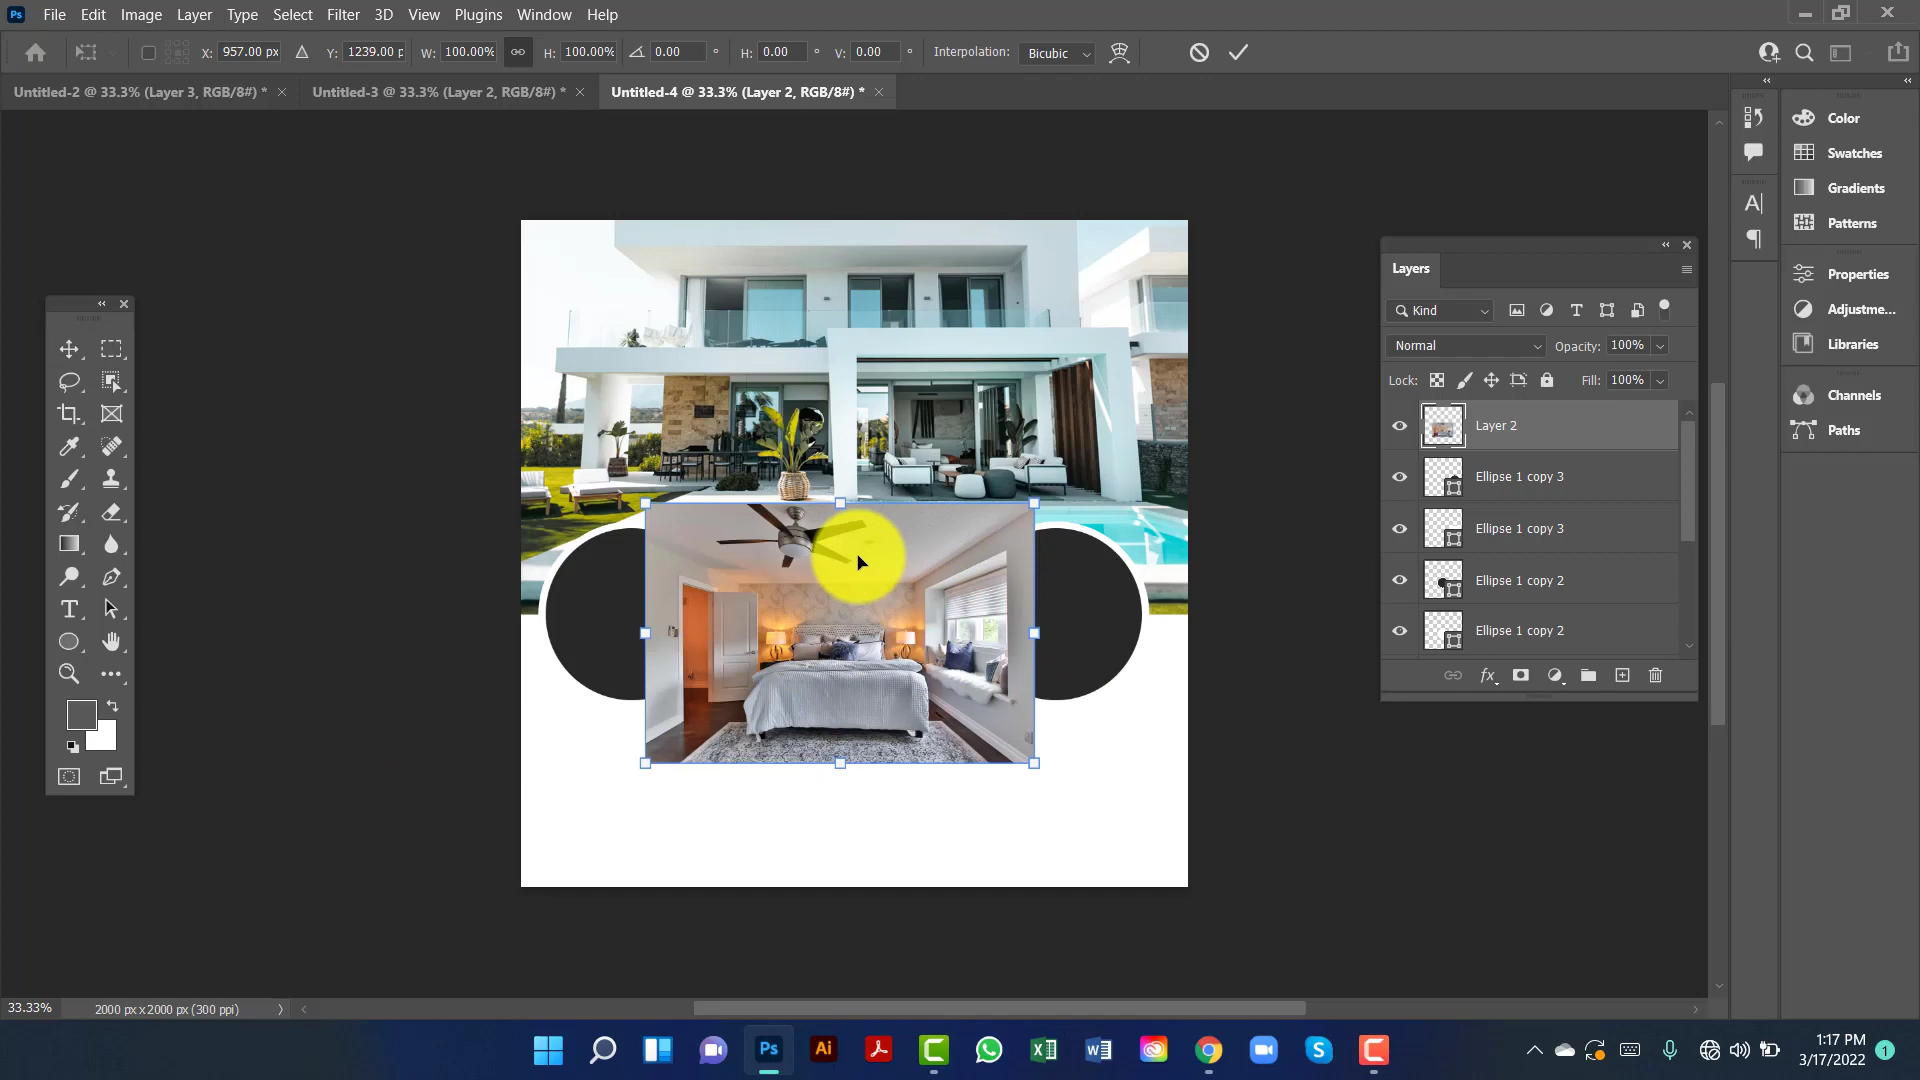 Ps File Edit Image Layer Type Select Filter 3D View Plugins Window Help
X: 957.00 px Y: 1239.00 p W: 100.00% H: 100.00% 0.00 ° H: 0.00 ° V: 0.00 ° Interpolation: Bicubic
Untitled-2 @ 33.3% (Layer 3, RGB/8#) * Untitled-3 @ 33.3% (Layer 2, RGB/8#) * Untitled-4 @ 33.3% (Layer 2, RGB/8#) *
Color
Swatches
Gradients
Patterns
Properties
Adjustme...
Libraries
Channels
Paths
Layers
Kind
Normal Opacity: 100%
Lock: Fill: 100%
Layer 2
Ellipse 1 copy 3
Ellipse 1 copy 3
Ellipse 1 copy 2
Ellipse 1 copy 2
fx
33.33% 2000 px x 2000 px (300 ppi)
Ps Ai
1:17 PM
3/17/2022 1